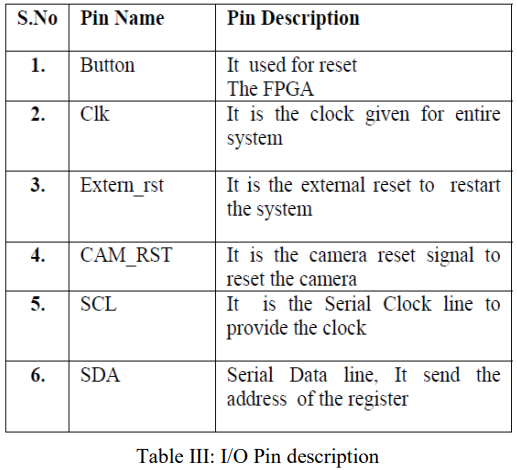 S.No Pin Name Pin Description
1. Button It used for reset
The FPGA
2. Clk It is the clock given for entire
system
3. Extern_rst It is the external reset to restart
the system
4. CAM_RST It is the camera reset signal to
reset the camera
5. SCL It is the Serial Clock line to
provide the clock
6. SDA Serial Data line, It send the
address of the register
Table III: I/O Pin description